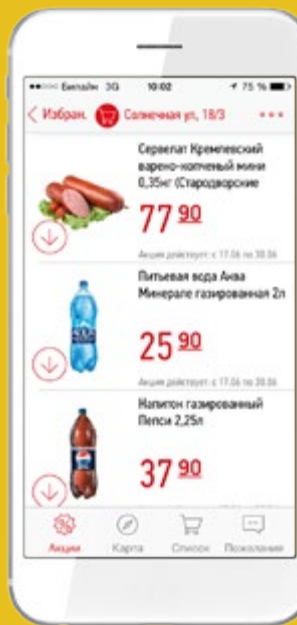 Билайн 3G 10:02 75 %
Избран. Солнечная ул, 18/3
Сервелат Кремлевский
варено-копченый мини
0,35кг (Стародворские
77 90
Акция действует: с 17.06 по 30.06
Питьевая вода Аква
Минерале газированная 2л
25 90
Акция действует: с 17.06 по 30.06
Напиток газированный
Пепси 2,25л
37 90
Акции Карта Список Пожелания